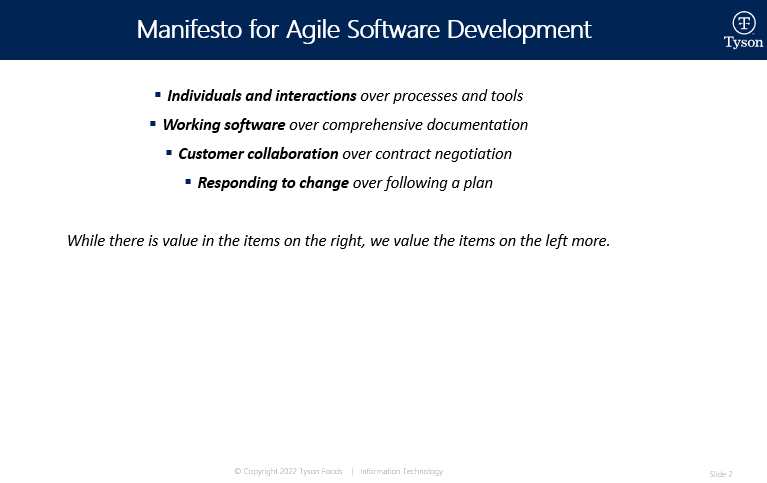 Manifesto for Agile Software Development
Tyson
▪ Individuals and interactions over processes and tools
▪ Working software over comprehensive documentation
▪ Customer collaboration over contract negotiation
▪ Responding to change over following a plan
While there is value in the items on the right, we value the items on the left more.
© Copyright 2022 Tyson Foods | Information Technology
Slide 2